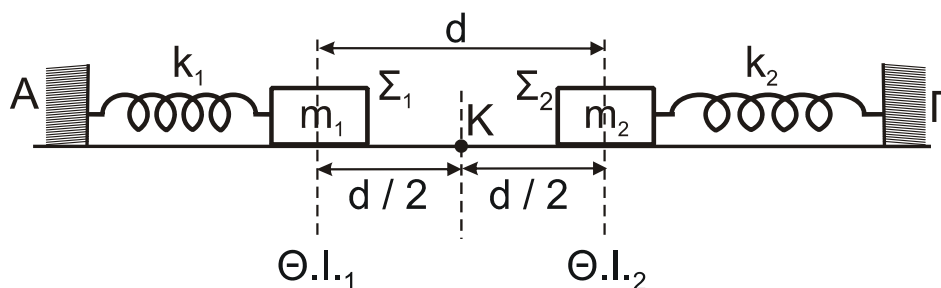 d
A k₁ Σ₁ Σ₂ k₂ Γ
m₁ K m₂
d / 2 d / 2
Θ.Ι.₁ Θ.Ι.₂